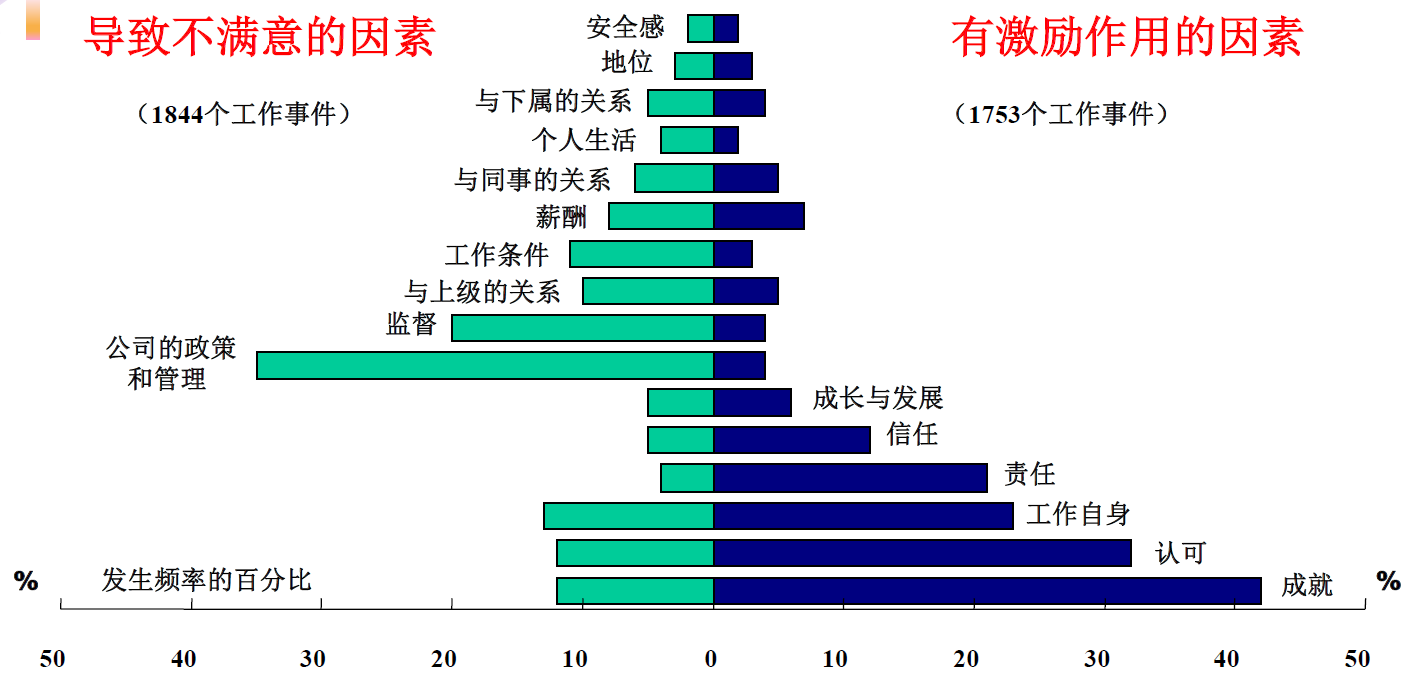 导致不满意的因素
有激励作用的因素
（1844个工作事件）
（1753个工作事件）
安全感
地位
与下属的关系
个人生活
与同事的关系
薪酬
工作条件
与上级的关系
监督
公司的政策
和管理
成长与发展
信任
责任
工作自身
认可
成就
% 发生频率的百分比 %
50 40 30 20 10 0 10 20 30 40 50